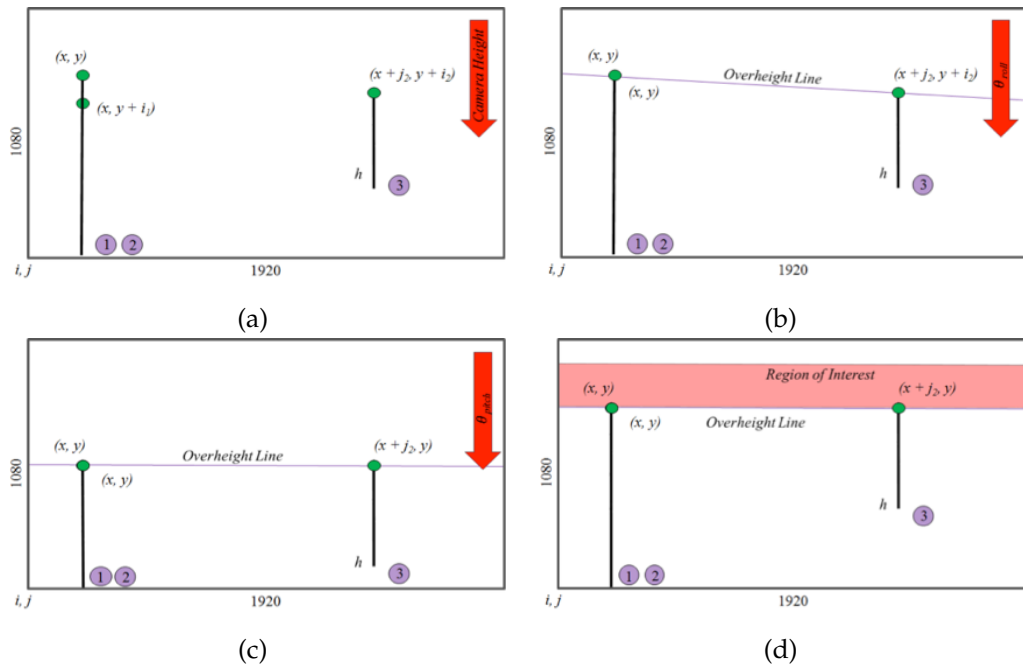 (x, y)
(x + j₂, y + i₂)
(x, y + i₁)
Camera Height
1080
h
3
1 2
i, j
1920
(a)
(x, y)
Overheight Line
(x + j₂, y + i₂)
(x, y)
θ roll
1080
h
3
1 2
i, j
1920
(b)
θ pitch
(x, y)
Overheight Line
(x + j₂, y)
(x, y)
1080
h
3
1 2
i, j
1920
(c)
Region of Interest
(x, y)
(x + j₂, y)
(x, y)
Overheight Line
1080
h
3
1 2
i, j
1920
(d)